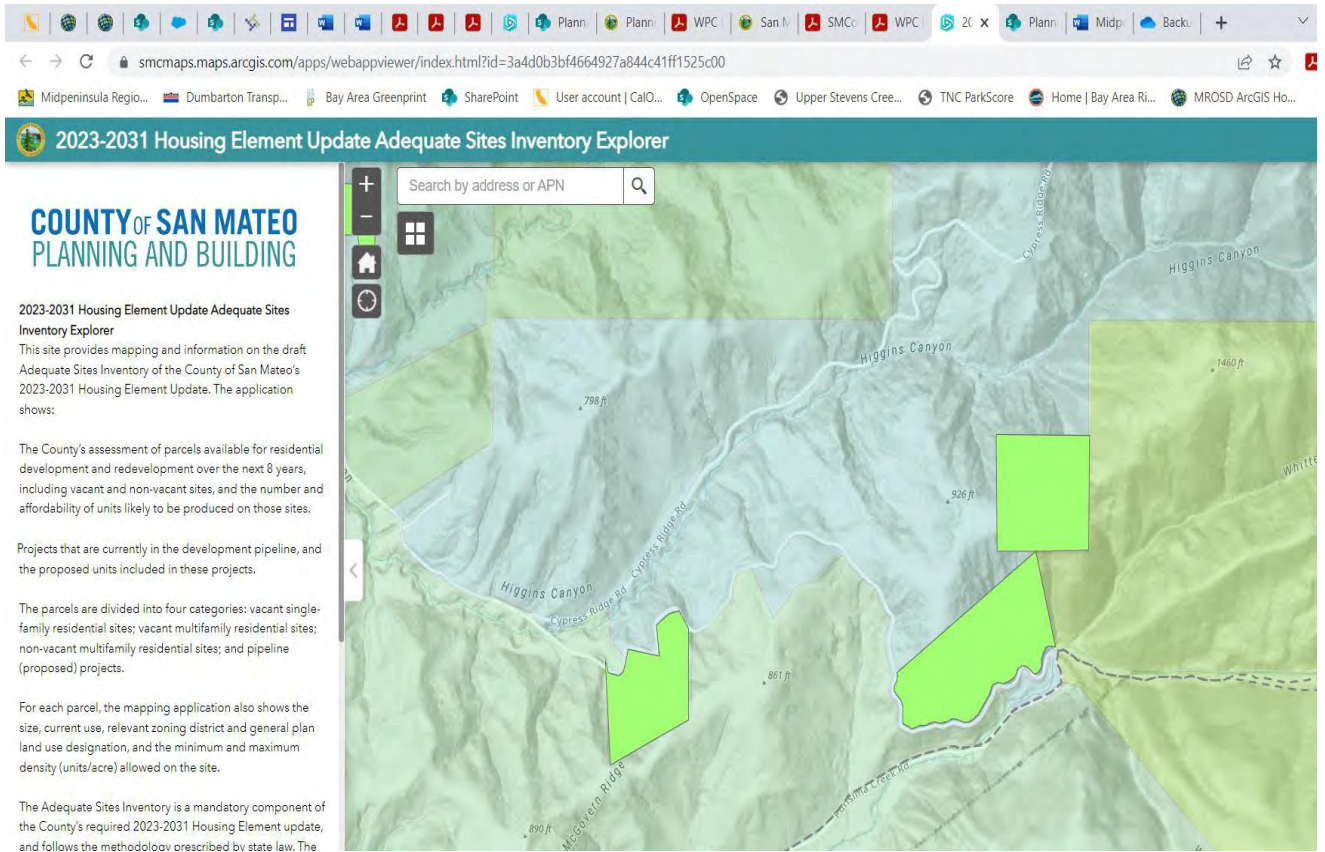 Plann
Plann
WPC
San M
SMCo
WPC
20
Plann
Midp
Backu
smcmaps.maps.arcgis.com/apps/webappviewer/index.html?id=3a4d0b3bf4664927a844c41ff1525c00
Midpeninsula Regio... Dumbarton Transp... Bay Area Greenprint SharePoint User account | CalO... OpenSpace Upper Stevens Cree... TNC ParkScore Home | Bay Area Ri... MROSD ArcGIS Ho...
2023-2031 Housing Element Update Adequate Sites Inventory Explorer
Search by address or APN
COUNTY OF SAN MATEO
PLANNING AND BUILDING
2023-2031 Housing Element Update Adequate Sites
Inventory Explorer
This site provides mapping and information on the draft
Adequate Sites Inventory of the County of San Mateo's
2023-2031 Housing Element Update. The application
shows:
The County's assessment of parcels available for residential
development and redevelopment over the next 8 years,
including vacant and non-vacant sites, and the number and
affordability of units likely to be produced on those sites.
Projects that are currently in the development pipeline, and
the proposed units included in these projects.
The parcels are divided into four categories: vacant single-
family residential sites; vacant multifamily residential sites;
non-vacant multifamily residential sites; and pipeline
(proposed) projects.
For each parcel, the mapping application also shows the
size, current use, relevant zoning district and general plan
land use designation, and the minimum and maximum
density (units/acre) allowed on the site.
The Adequate Sites Inventory is a mandatory component of
the County's required 2023-2031 Housing Element update,
and follows the methodology prescribed by state law. The
Cypress Ridge Rd
Higgins Canyon
Higgins Canyon
1460 ft
798 ft
926 ft
Whitte
Cypress Ridge Rd
Higgins Canyon
Cypress Ridge Rd
861 ft
McGovern Ridge
890 ft